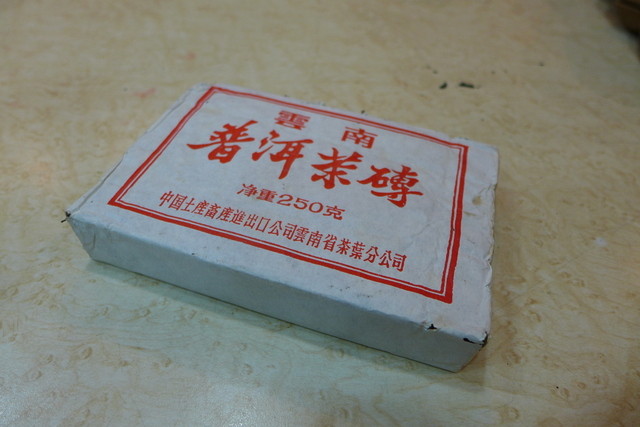 雲南
普洱茶磚
净重250克
中国土産畜産進出口公司雲南省茶葉分公司